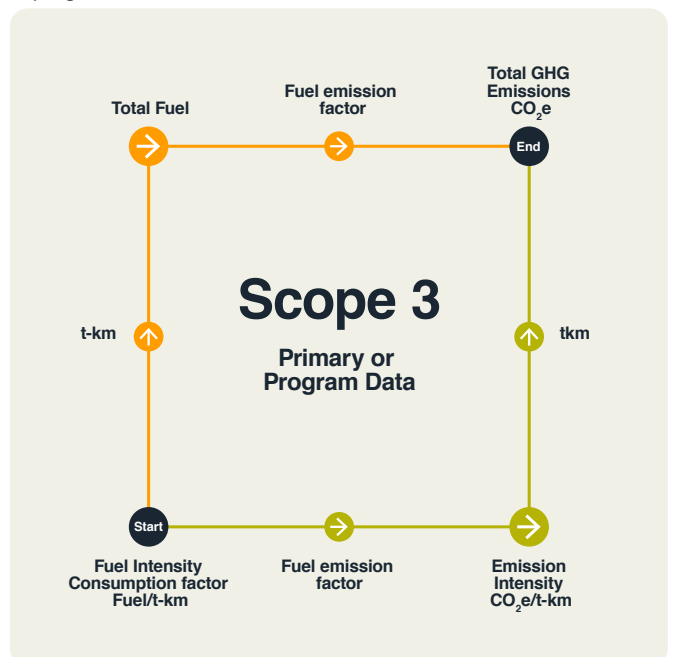 Total Fuel
Fuel emission
factor
Total GHG
Emissions
CO₂e
End
t-km
Scope 3
Primary or
Program Data
tkm
Start
Fuel Intensity
Consumption factor
Fuel/t-km
Fuel emission
factor
Emission
Intensity
CO₂e/t-km